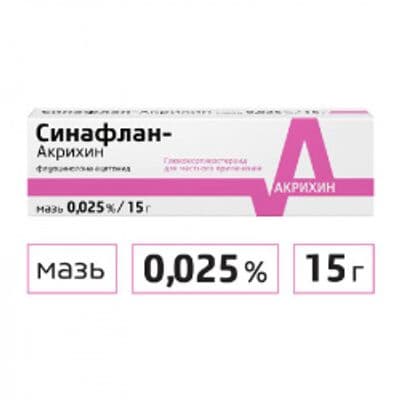 Синафлан-
Акрихин
флуоцинолона ацетонид
Глюкокортикостероид
для местного применения
АКРИХИН
мазь 0,025% / 15 г
мазь
0,025 %
15 г